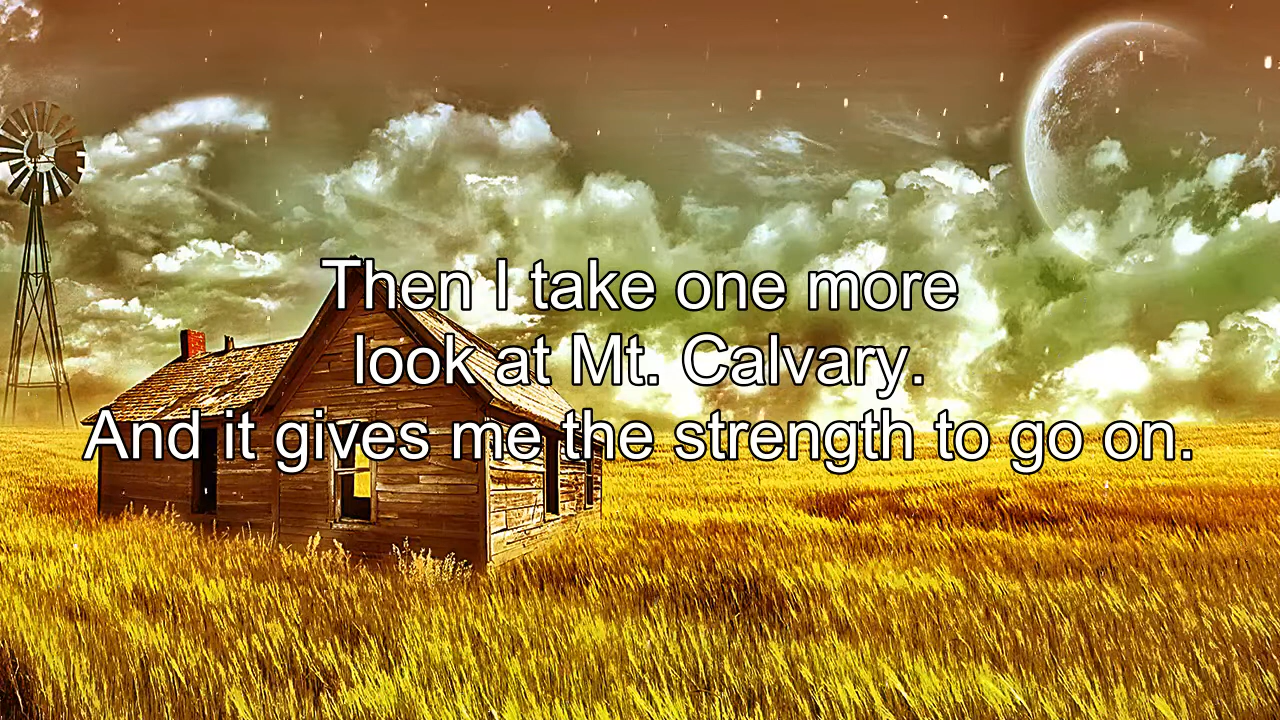 Then I take one more
look at Mt. Calvary.
And it gives me the strength to go on.